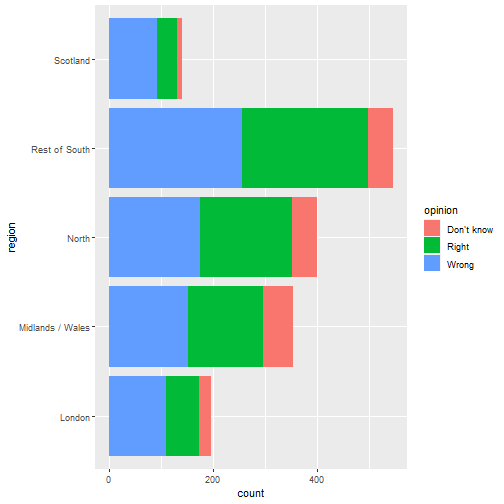 Scotland
Rest of South
North
Midlands / Wales
London
region
0
200
400
count
opinion
Don't know
Right
Wrong